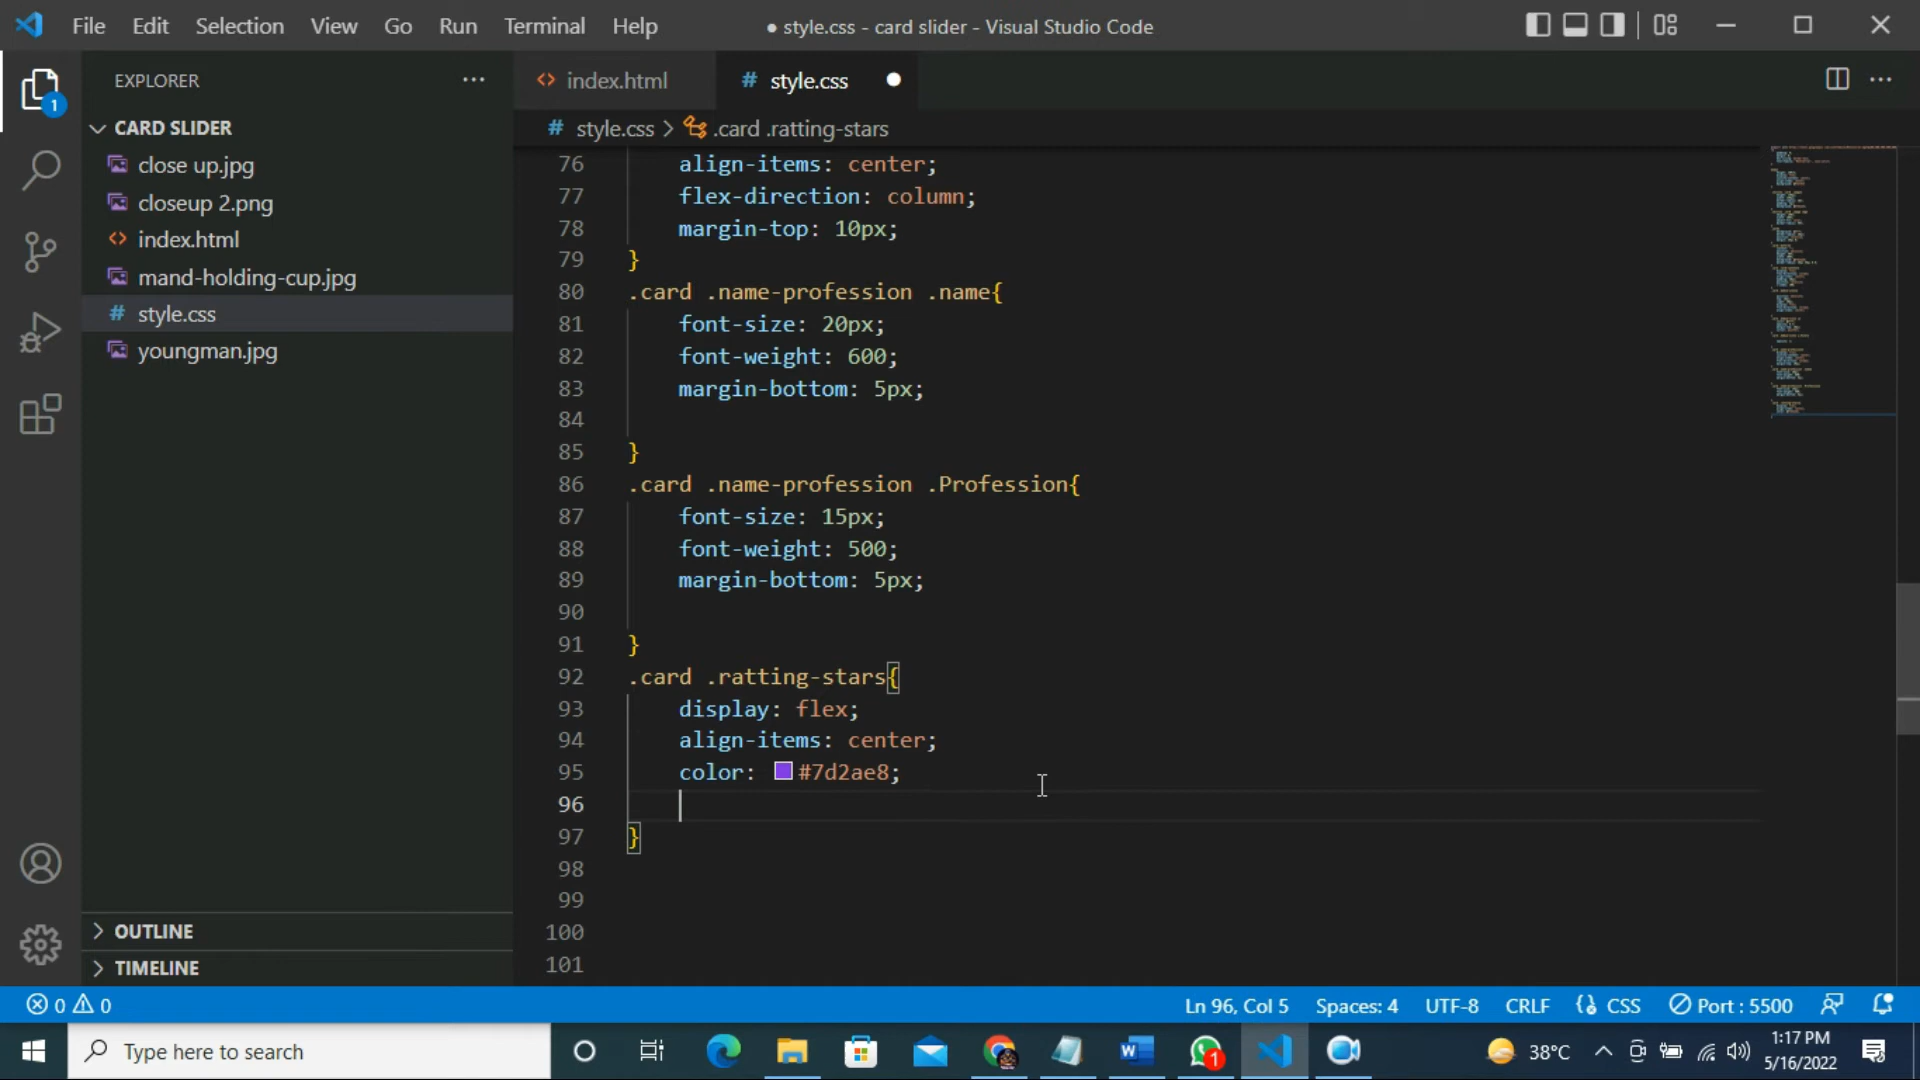 File Edit Selection View Go Run Terminal Help
● style.css - card slider - Visual Studio Code
EXPLORER
1
CARD SLIDER
close up.jpg
closeup 2.png
index.html
mand-holding-cup.jpg
style.css
youngman.jpg
OUTLINE
TIMELINE
index.html
# style.css
# style.css > .card .ratting-stars
76 align-items: center;
77 flex-direction: column;
78 margin-top: 10px;
79 }
80 .card .name-profession .name{
81 font-size: 20px;
82 font-weight: 600;
83 margin-bottom: 5px;
84
85 }
86 .card .name-profession .Profession{
87 font-size: 15px;
88 font-weight: 500;
89 margin-bottom: 5px;
90
91 }
92 .card .ratting-stars{
93 display: flex;
94 align-items: center;
95 color: #7d2ae8;
96
97 }
98
99
100
101
0 0 Ln 96, Col 5 Spaces: 4 UTF-8 CRLF CSS Port : 5500
Type here to search
1
38°C
1:17 PM
5/16/2022